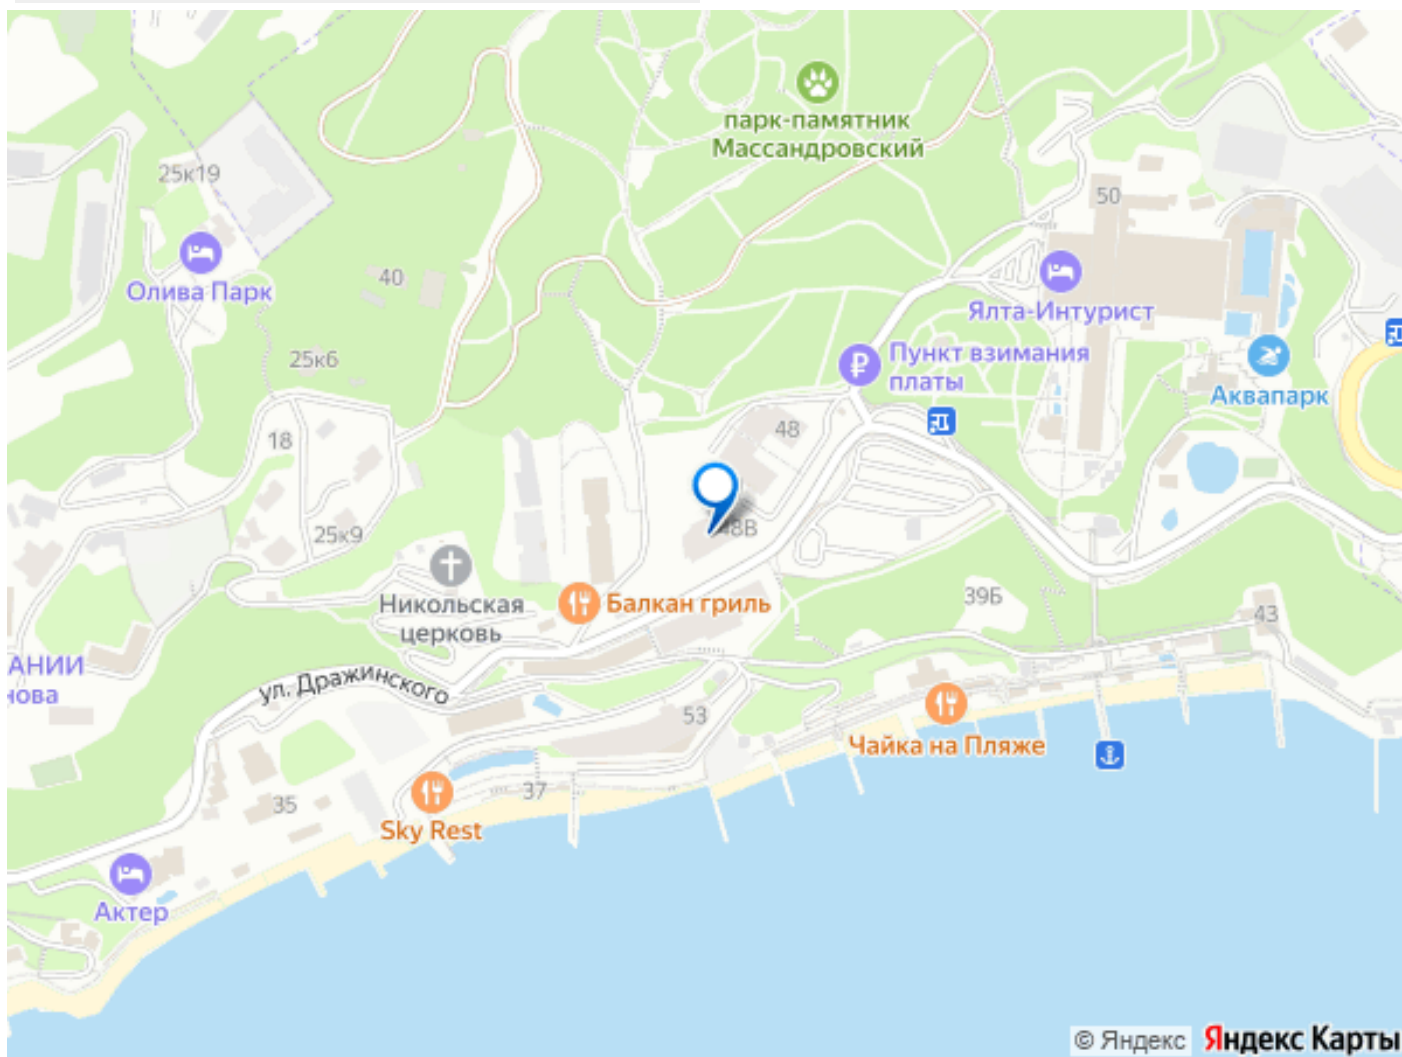 парк-памятник
Массандровский
25к19
50
Олива Парк
40
Ялта-Интурист
Пункт взимания
платы
25к6
Аквапарк
18
48
25к9
48В
Никольская
церковь
Балкан гриль
39Б
43
АНИИ
нова
ул. Дражинского
53
Чайка на Пляже
35
37
Sky Rest
Актер
© Яндекс Яндекс Карты